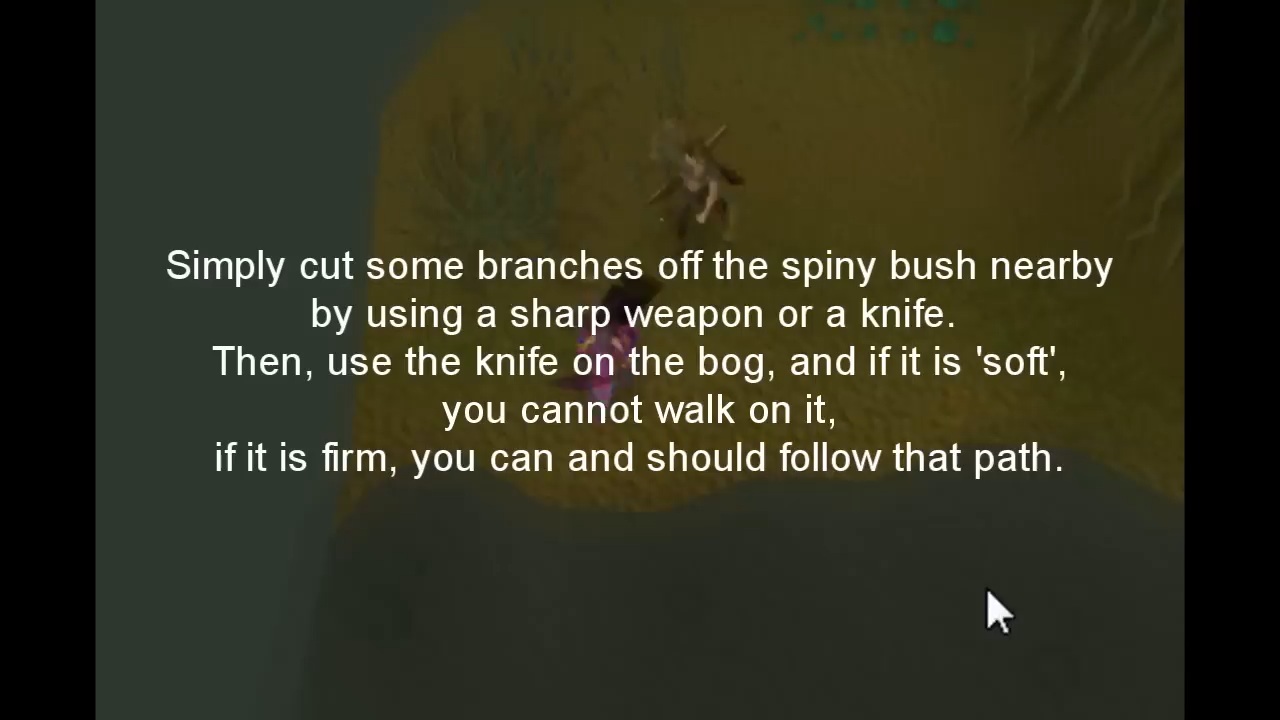 Simply cut some branches off the spiny bush nearby
by using a sharp weapon or a knife.
Then, use the knife on the bog, and if it is 'soft',
you cannot walk on it,
if it is firm, you can and should follow that path.